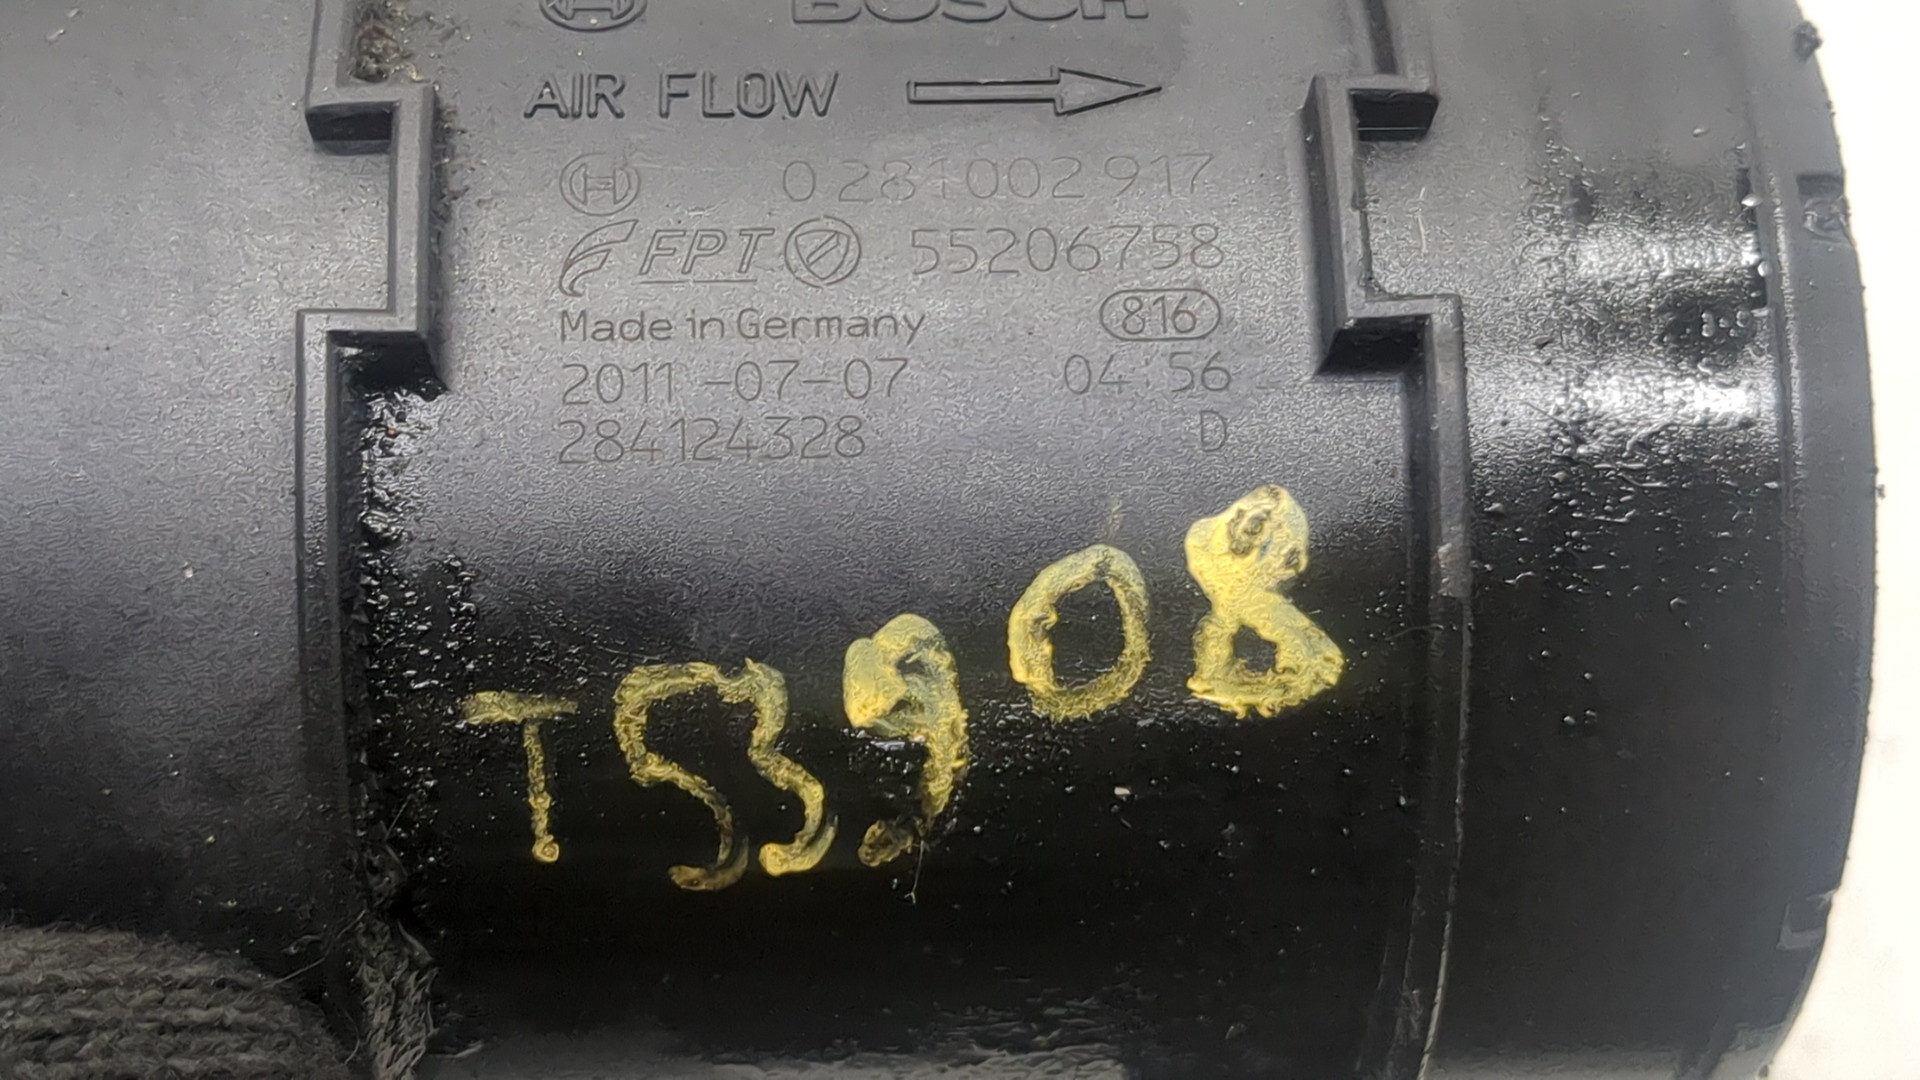 BOSCH
AIR FLOW
0 281 002 917
FPT 55206758
Made in Germany 816
2011-07-07 04:56
284124328 D
T53908